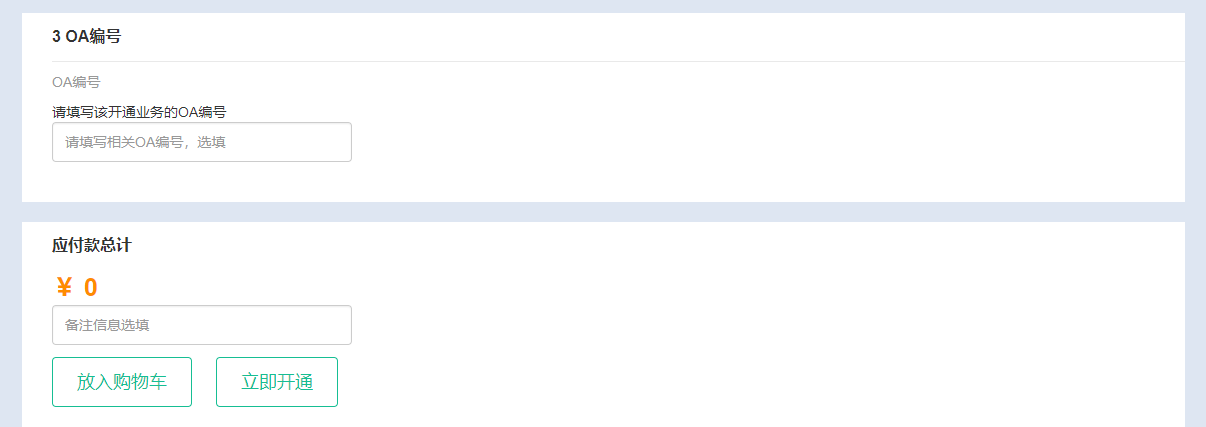 3 OA编号
OA编号
请填写该开通业务的OA编号
请填写相关OA编号，选填
应付款总计
￥ 0
备注信息选填
放入购物车
立即开通